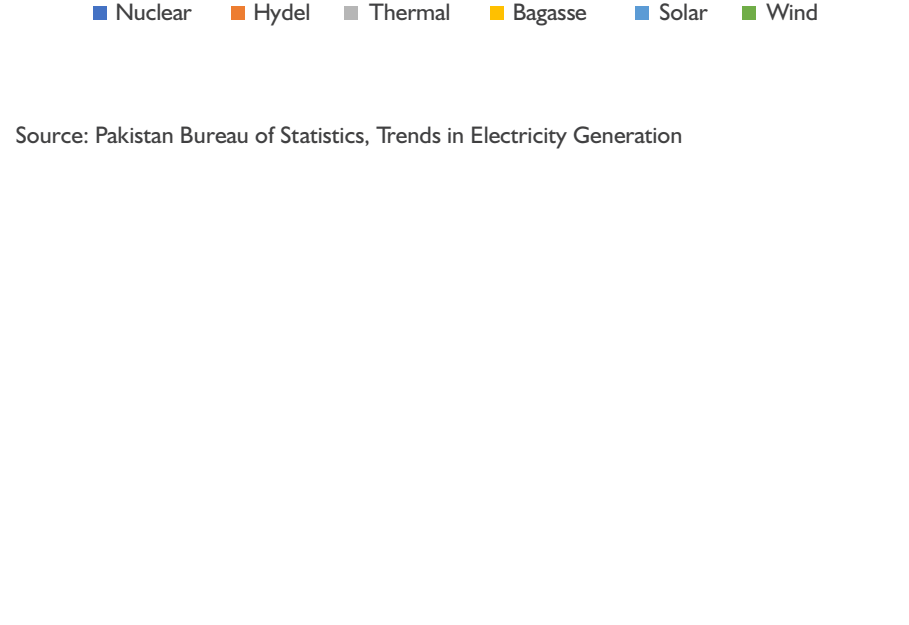 Nuclear Hydel Thermal Bagasse Solar Wind
Source: Pakistan Bureau of Statistics, Trends in Electricity Generation